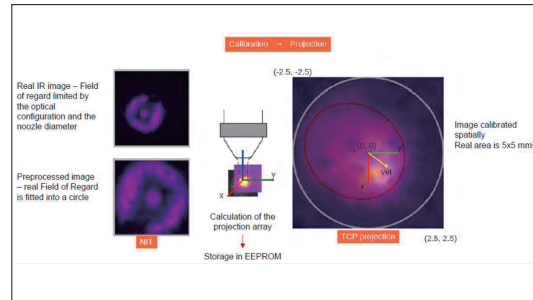 Calibration → Projection
Real IR image – Field
of regard limited by
the optical
configuration and the
noozle diameter
Preprocessed image
– real Field of Regard
is fitted into a circle
NIT
x
y
Calculation of the
projection array
Storage in EEPROM
(-2.5, -2.5)
(0, 0)
y
vel
x
TCP projection
(2.5, 2.5)
Image calibrated
spatially
Real area is 5x5 mm²